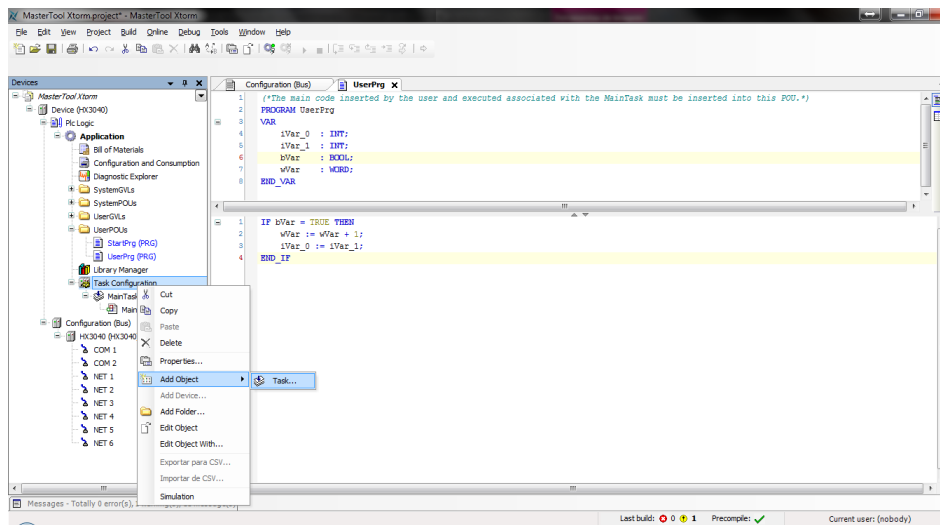 MasterTool Xtorm.project* - MasterTool Xtorm
File Edit View Project Build Online Debug Tools Window Help
Devices
MasterTool Xtorm
Device (HX3040)
Plc Logic
Application
Bill of Materials
Configuration and Consumption
Diagnostic Explorer
SystemGVLs
SystemPOUs
UserGVLs
UserPOUs
StartPrg (PRG)
UserPrg (PRG)
Library Manager
Task Configuration
MainTas
Main
Configuration (Bus)
HX3040 (HX3040
COM 1
COM 2
NET 1
NET 2
NET 3
NET 4
NET 5
NET 6
Cut
Copy
Paste
Delete
Properties...
Add Object
Add Device...
Add Folder...
Edit Object
Edit Object With...
Exportar para CSV...
Importar de CSV...
Simulation
Task...
Configuration (Bus) UserPrg X
1 (*The main code inserted by the user and executed associated with the MainTask must be inserted into this POU.*)
2 PROGRAM UserPrg
3 VAR
4 iVar_0 : INT;
5 iVar_1 : INT;
6 bVar : BOOL;
7 wVar : WORD;
8 END_VAR
1 IF bVar = TRUE THEN
2 wVar := wVar + 1;
3 iVar_0 := iVar_1;
4 END_IF
Messages - Totally 0 error(s),
Last build: 0 1 Precompile: Current user: (nobody)